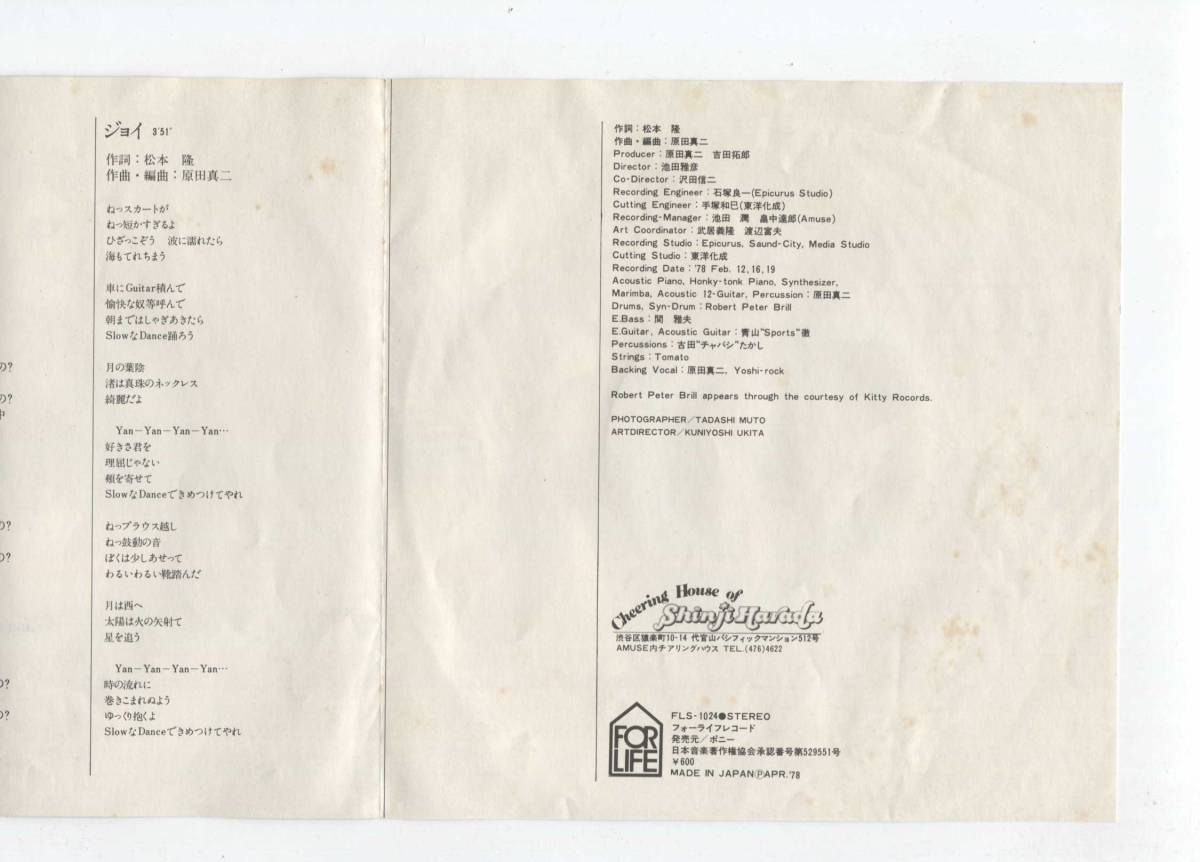 の?
の?
中
の?
の?
の?
の?
ジョイ 3′51″
作詞：松本　隆
作曲・編曲：原田真二
ねっスカートが
ねっ短かすぎるよ
ひざっこぞう　波に濡れたら
海もてれちまう
車にGuitar積んで
愉快な奴等呼んで
朝まではしゃぎあきたら
SlowなDance踊ろう
月の葉陰
渚は真珠のネックレス
綺麗だよ
Yan－Yan－Yan－Yan…
好きさ君を
理屈じゃない
頬を寄せて
SlowなDanceできめつけてやれ
ねっブラウス越し
ねっ鼓動の音
ぼくは少しあせって
わるいわるい靴踏んだ
月は西へ
太陽は火の矢射て
星を追う
Yan－Yan－Yan－Yan…
時の流れに
巻きこまれぬよう
ゆっくり抱くよ
SlowなDanceできめつけてやれ
作詞：松本　隆
作曲・編曲：原田真二
Producer：原田真二　吉田拓郎
Director：池田雅彦
Co-Director：沢田信二
Recording Engineer：石塚良一(Epicurus Studio)
Cutting Engineer：手塚和巳(東洋化成)
Recording-Manager：池田　潤　畠中達郎(Amuse)
Art Coordinator：武居義隆　渡辺富夫
Recording Studio：Epicurus, Saund-City, Media Studio
Cutting Studio：東洋化成
Recording Date：'78 Feb. 12,16,19
Acoustic Piano, Honky-tonk Piano, Synthesizer,
Marimba, Acoustic 12-Guitar, Percussion：原田真二
Drums, Syn-Drum：Robert Peter Brill
E.Bass：関　雅夫
E.Guitar, Acoustic Guitar：青山"Sports"徹
Percussions：古田"チャバシ"たかし
Strings：Tomato
Backing Vocal：原田真二, Yoshi-rock
Robert Peter Brill appears through the courtesy of Kitty Rocords.
PHOTOGRAPHER／TADASHI MUTO
ARTDIRECTOR／KUNIYOSHI UKITA
Cheering House of
Shinji Harada
渋谷区猿楽町10-14 代官山パシフィックマンション512号
AMUSE内チアリングハウス TEL.(476)4622
FOR
LIFE
FLS-1024●STEREO
フォーライフレコード
発売元／ポニー
日本音楽著作権協会承認番号第529551号
￥600
MADE IN JAPANⓅAPR.'78